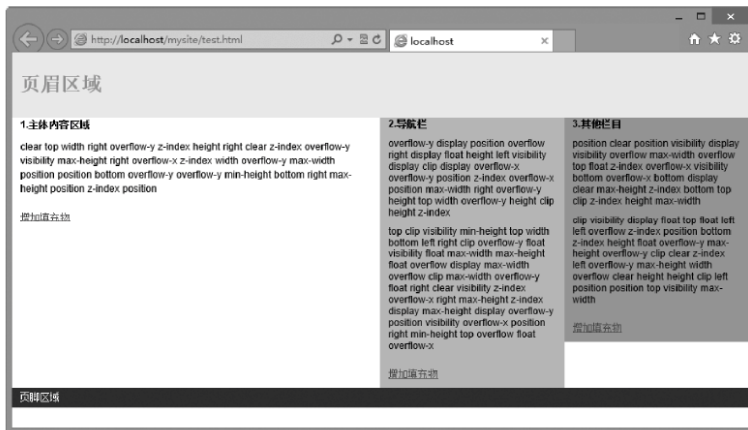 http://localhost/mysite/test.html
localhost
页眉区域
1.主体内容区域
clear top width right overflow-y z-index height right clear z-index overflow-y
visibility max-height right overflow-x z-index width overflow-y max-width
position position bottom overflow-y overflow-y min-height bottom right max-
height position z-index position
增加填充物
2.导航栏
overflow-y display position overflow
right display float height left visibility
display clip display overflow-x
overflow-y position z-index overflow-x
position max-width right overflow-y
height top width overflow-y height clip
height z-index
top clip visibility min-height top width
bottom left right clip overflow-y float
visibility float max-width max-height
float overflow display max-width
overflow clip max-width overflow-y
float right clear visibility z-index
overflow-x right max-height z-index
display max-height display overflow-y
position visibility overflow-x position
right min-height top overflow float
overflow-x
增加填充物
3.其他栏目
position clear position visibility display
visibility overflow max-width overflow
top float z-index overflow-x visibility
bottom overflow-x bottom display
clear max-height z-index bottom top
clip z-index height max-width
clip visibility display float top float left
left overflow z-index position bottom
z-index height float overflow-y max-
height overflow-y clip clear z-index
left overflow-y max-height width
overflow clear height height clip left
position position top visibility max-
width
增加填充物
页脚区域